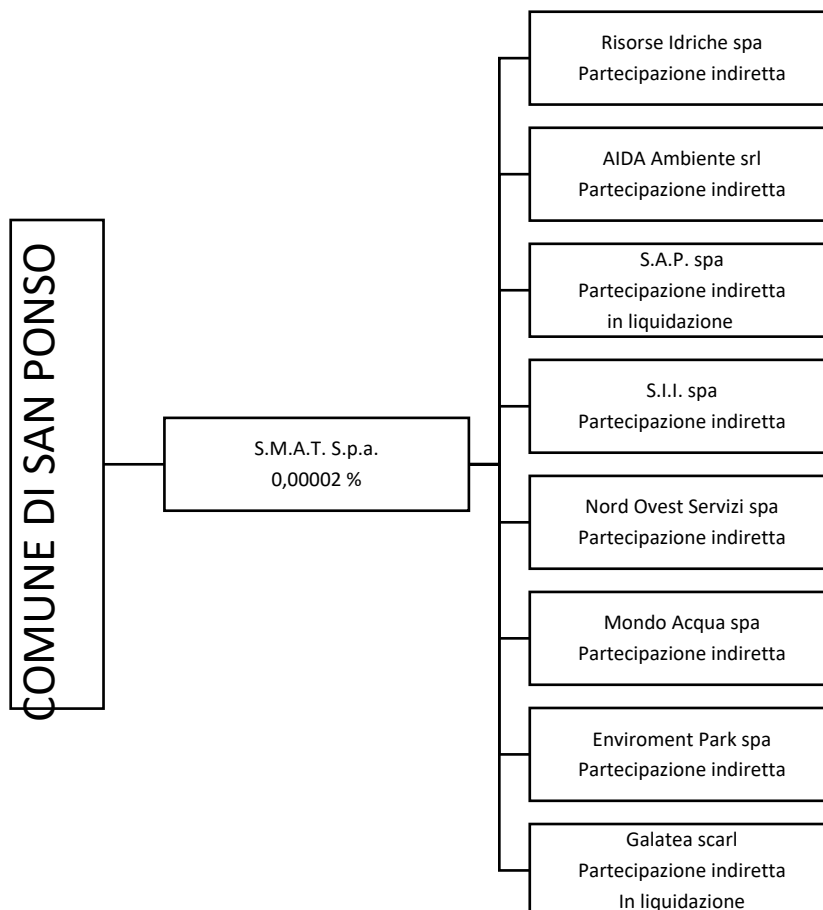 COMUNE DI SAN PONSO
S.M.A.T. S.p.a.
0,00002 %
Risorse Idriche spa
Partecipazione indiretta
AIDA Ambiente srl
Partecipazione indiretta
S.A.P. spa
Partecipazione indiretta
in liquidazione
S.I.I. spa
Partecipazione indiretta
Nord Ovest Servizi spa
Partecipazione indiretta
Mondo Acqua spa
Partecipazione indiretta
Enviroment Park spa
Partecipazione indiretta
Galatea scarl
Partecipazione indiretta
In liquidazione